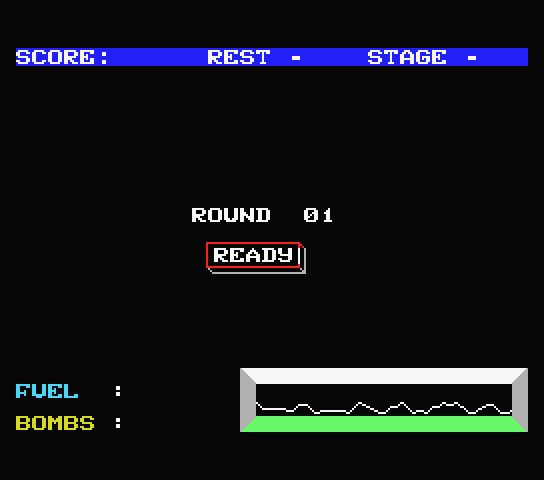 SCORE: REST - STAGE -
ROUND 01
READY
FUEL :
BOMBS :